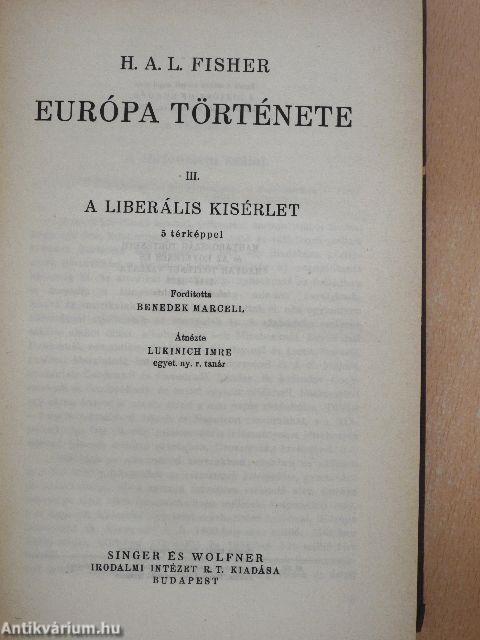 H. A. L. FISHER
EURÓPA TÖRTÉNETE
III.
A LIBERÁLIS KISÉRLET
5 térképpel
Fordította
BENEDEK MARCELL
Átnézte
LUKINICH IMRE
egyet. ny. r. tanár
SINGER ÉS WOLFNER
IRODALMI INTÉZET R. T. KIADÁSA
BUDAPEST
Antikvárium.hu